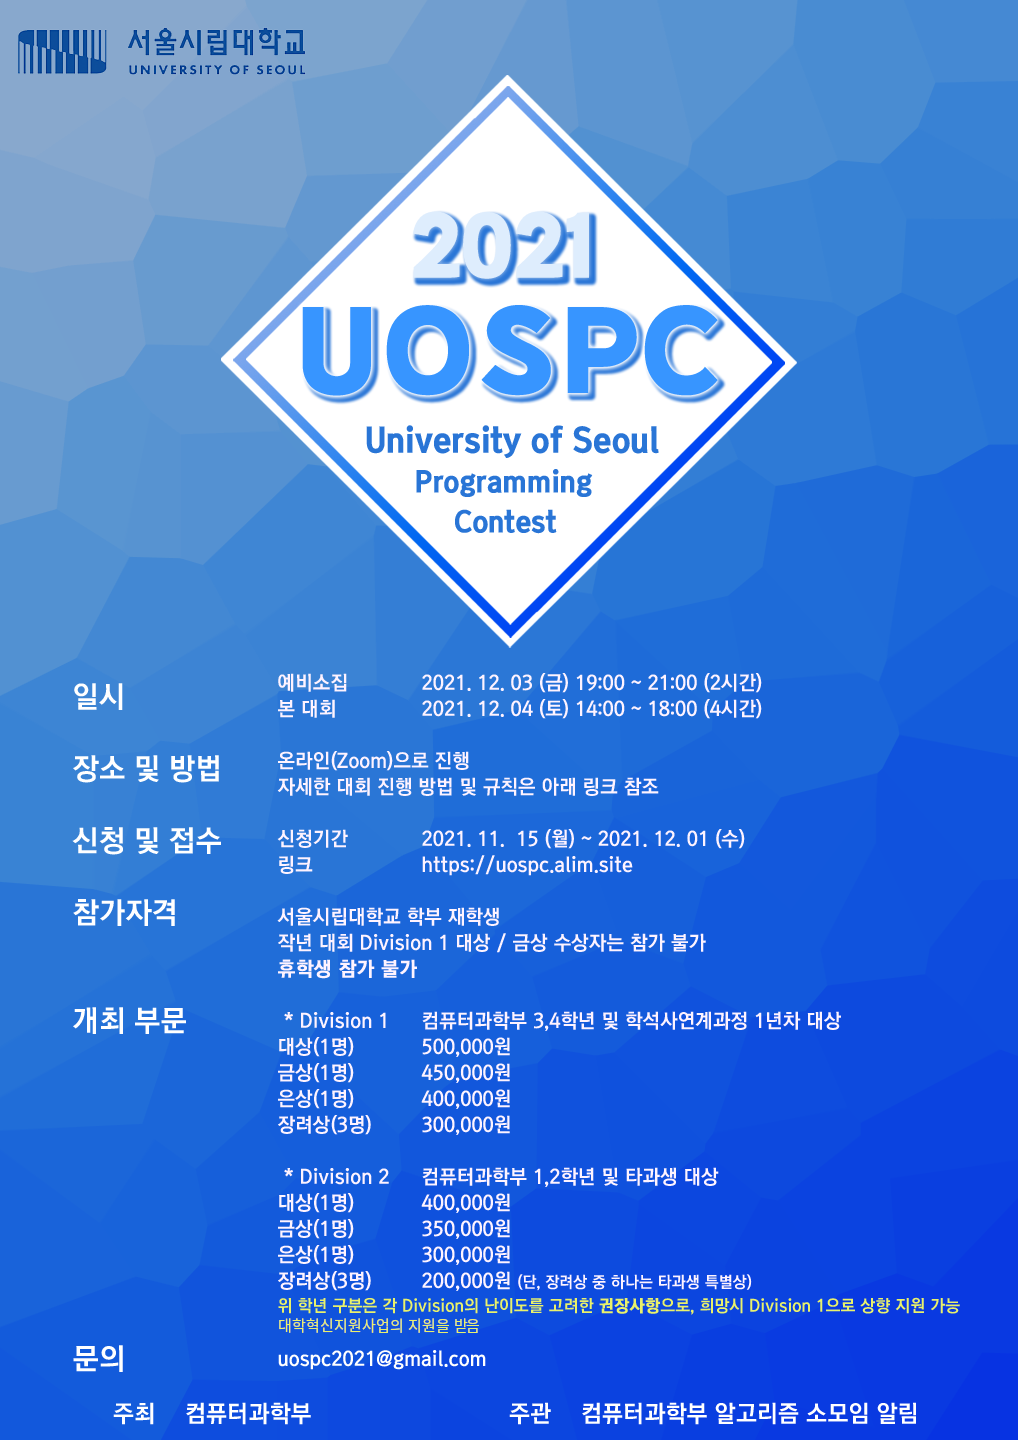 서울시립대학교
UNIVERSITY OF SEOUL
2021
UOSPC
University of Seoul
Programming
Contest
일시
예비소집 2021. 12. 03 (금) 19:00 ~ 21:00 (2시간)
본 대회 2021. 12. 04 (토) 14:00 ~ 18:00 (4시간)
장소 및 방법
온라인(Zoom)으로 진행
자세한 대회 진행 방법 및 규칙은 아래 링크 참조
신청 및 접수
신청기간 2021. 11. 15 (월) ~ 2021. 12. 01 (수)
링크 https://uospc.alim.site
참가자격
서울시립대학교 학부 재학생
작년 대회 Division 1 대상 / 금상 수상자는 참가 불가
휴학생 참가 불가
개최 부문
* Division 1 컴퓨터과학부 3,4학년 및 학석사연계과정 1년차 대상
대상(1명) 500,000원
금상(1명) 450,000원
은상(1명) 400,000원
장려상(3명) 300,000원
* Division 2 컴퓨터과학부 1,2학년 및 타과생 대상
대상(1명) 400,000원
금상(1명) 350,000원
은상(1명) 300,000원
장려상(3명) 200,000원 (단, 장려상 중 하나는 타과생 특별상)
위 학년 구분은 각 Division의 난이도를 고려한 권장사항으로, 희망시 Division 1으로 상향 지원 가능
대학혁신지원사업의 지원을 받음
문의
uospc2021@gmail.com
주최 컴퓨터과학부 주관 컴퓨터과학부 알고리즘 소모임 알림